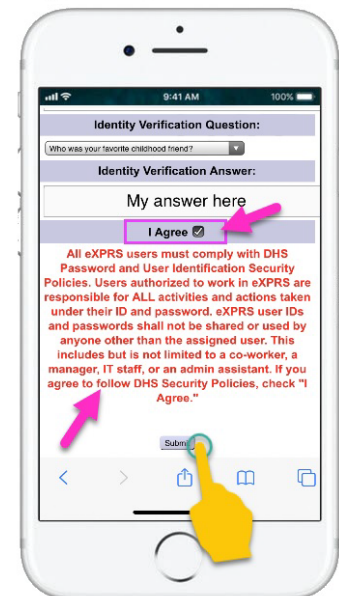 9:41 AM 100%
Identity Verification Question:
Who was your favorite childhood friend?
Identity Verification Answer:
My answer here
I Agree
All eXPRS users must comply with DHS
Password and User Identification Security
Policies. Users authorized to work in eXPRS are
responsible for ALL activities and actions taken
under their ID and password. eXPRS user IDs
and passwords shall not be shared or used by
anyone other than the assigned user. This
includes but is not limited to a co-worker, a
manager, IT staff, or an admin assistant. If you
agree to follow DHS Security Policies, check "I
Agree."
Submit